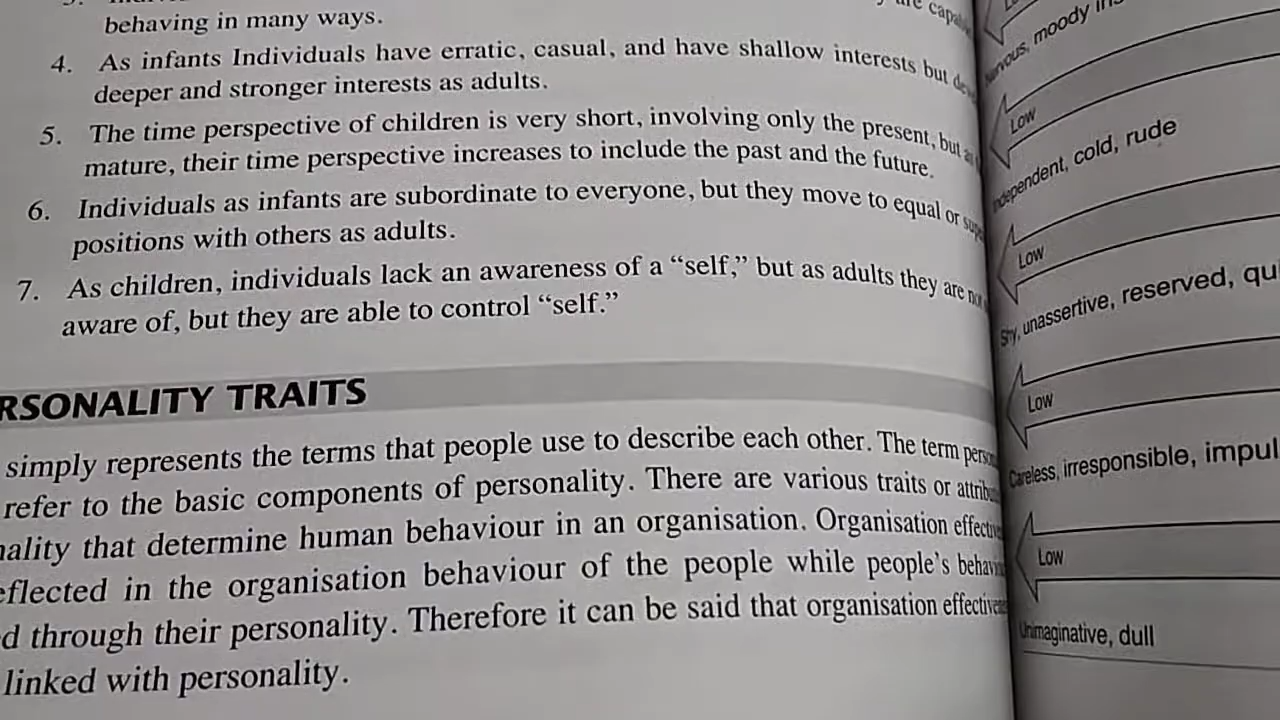 behaving in many ways.
4. As infants Individuals have erratic, casual, and have shallow interests but
deeper and stronger interests as adults.
5. The time perspective of children is very short, involving only the present, but
mature, their time perspective increases to include the past and the future.
6. Individuals as infants are subordinate to everyone, but they move to equal or
positions with others as adults.
7. As children, individuals lack an awareness of a “self,” but as adults they are
aware of, but they are able to control “self.”
RSONALITY TRAITS
simply represents the terms that people use to describe each other. The term
refer to the basic components of personality. There are various traits or
nality that determine human behaviour in an organisation. Organisation
eflected in the organisation behaviour of the people while people’s
d through their personality. Therefore it can be said that organisation
linked with personality.
moody
Low
cold, rude
Low
Shy, unassertive, reserved,
Low
Careless, irresponsible,
Low
Unimaginative, dull